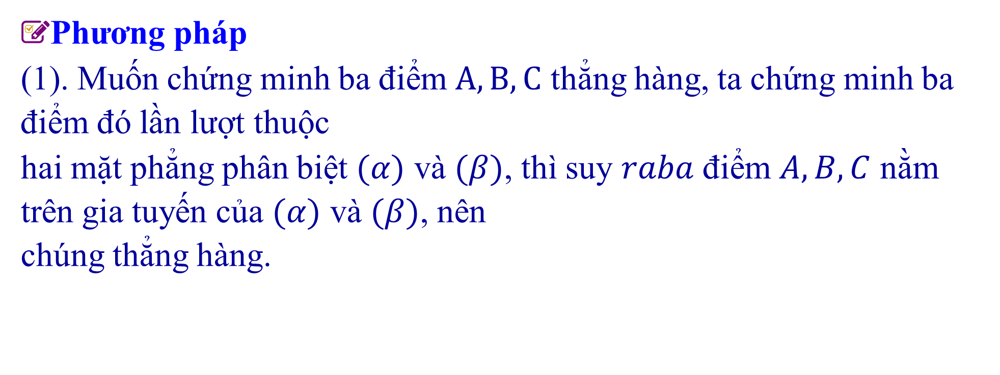 Phương pháp
(1). Muốn chứng minh ba điểm A, B, C thẳng hàng, ta chứng minh ba
điểm đó lần lượt thuộc
hai mặt phẳng phân biệt (α) và (β), thì suy raba điểm A, B, C nằm
trên gia tuyến của (α) và (β), nên
chúng thẳng hàng.